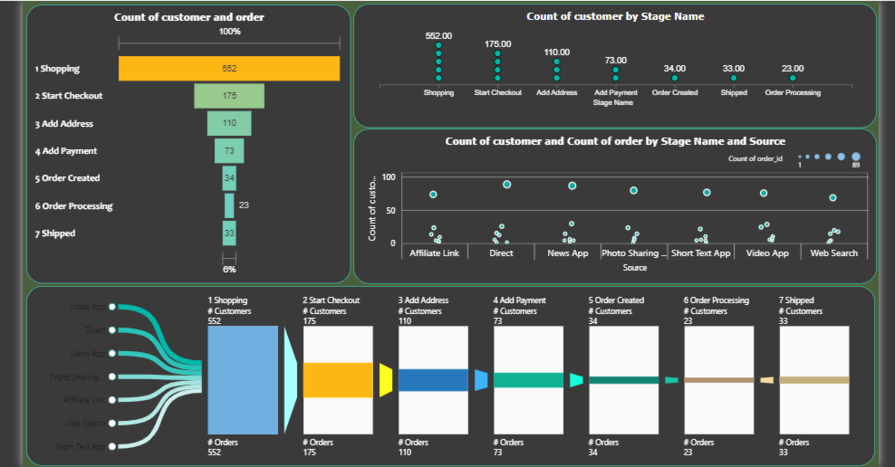 Count of customer and order
100%
1 Shopping 552
2 Start Checkout 175
3 Add Address 110
4 Add Payment 73
5 Order Created 34
6 Order Processing 23
7 Shipped 33
6%
Count of customer by Stage Name
552.00 175.00 110.00 73.00 34.00 33.00 23.00
Shopping Start Checkout Add Address Add Payment Order Created Shipped Order Processing
Stage Name
Count of customer and Count of order by Stage Name and Source
Count of order_id
1 89
Count of custo...
100
50
0
Affiliate Link Direct News App Photo Sharing ... Short Text App Video App Web Search
Source
Video App
Direct
News App
Photo Sharing...
Affiliate Link
Web Search
Short Text App
1 Shopping 2 Start Checkout 3 Add Address 4 Add Payment 5 Order Created 6 Order Processing 7 Shipped
# Customers # Customers # Customers # Customers # Customers # Customers # Customers
552 175 110 73 34 23 33
# Orders # Orders # Orders # Orders # Orders # Orders # Orders
552 175 110 73 34 23 33